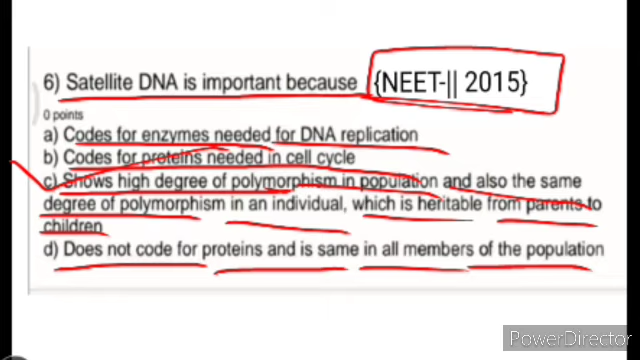 6) Satellite DNA is important because {NEET-|| 2015}
0 points
a) Codes for enzymes needed for DNA replication
b) Codes for proteins needed in cell cycle
c) Shows high degree of polymorphism in population and also the same
degree of polymorphism in an individual, which is heritable from parents to
children
d) Does not code for proteins and is same in all members of the population
PowerDirector